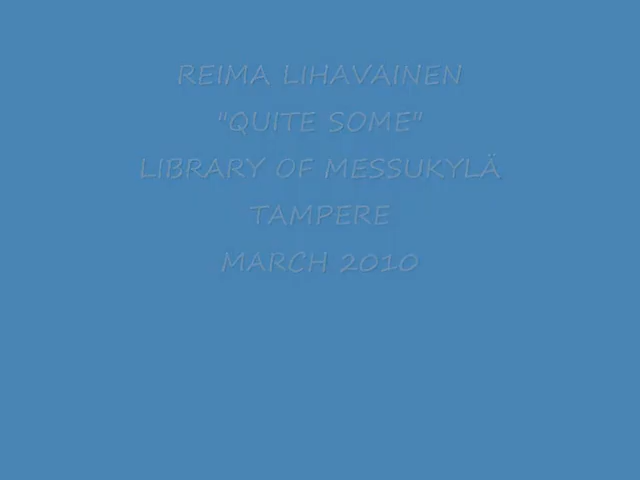 REIMA LIHAVAINEN
"QUITE SOME"
LIBRARY OF MESSUKYLÄ
TAMPERE
MARCH 2010